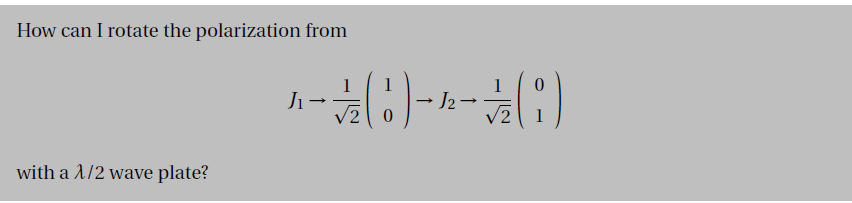 How can I rotate the polarization from
J₁ → 1/√2 ( 1 0 ) → J₂ → 1/√2 ( 0 1 )
with a λ/2 wave plate?